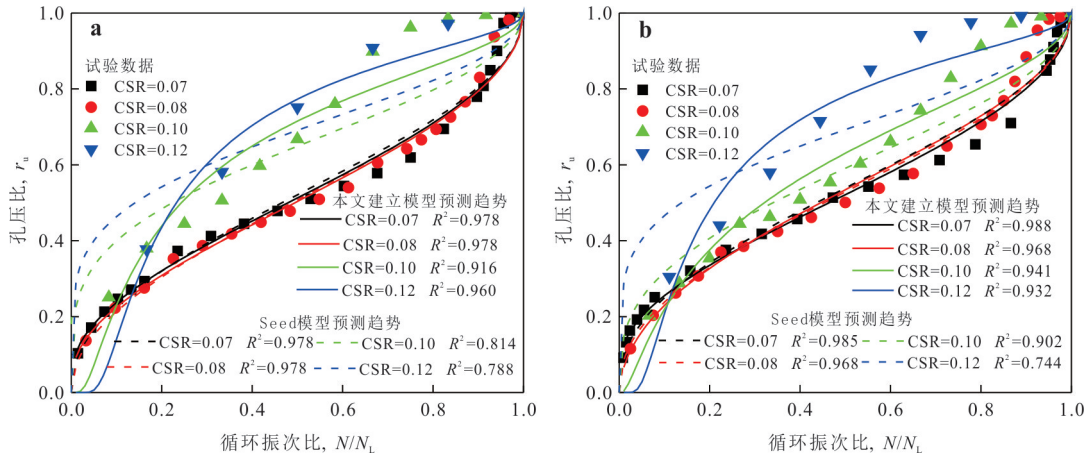 a
试验数据
CSR=0.07
CSR=0.08
CSR=0.10
CSR=0.12
本文建立模型预测趋势
CSR=0.07 R²=0.978
CSR=0.08 R²=0.978
CSR=0.10 R²=0.916
CSR=0.12 R²=0.960
Seed模型预测趋势
CSR=0.07 R²=0.978 CSR=0.10 R²=0.814
CSR=0.08 R²=0.978 CSR=0.12 R²=0.788
1.0
0.8
0.6
0.4
0.2
0.0
0.0 0.2 0.4 0.6 0.8 1.0
孔压比, rᵤ
循环振次比, N/N_L
b
试验数据
CSR=0.07
CSR=0.08
CSR=0.10
CSR=0.12
本文建立模型预测趋势
CSR=0.07 R²=0.988
CSR=0.08 R²=0.968
CSR=0.10 R²=0.941
CSR=0.12 R²=0.932
Seed模型预测趋势
CSR=0.07 R²=0.985 CSR=0.10 R²=0.902
CSR=0.08 R²=0.968 CSR=0.12 R²=0.744
1.0
0.8
0.6
0.4
0.2
0.0
0.0 0.2 0.4 0.6 0.8 1.0
孔压比, rᵤ
循环振次比, N/N_L